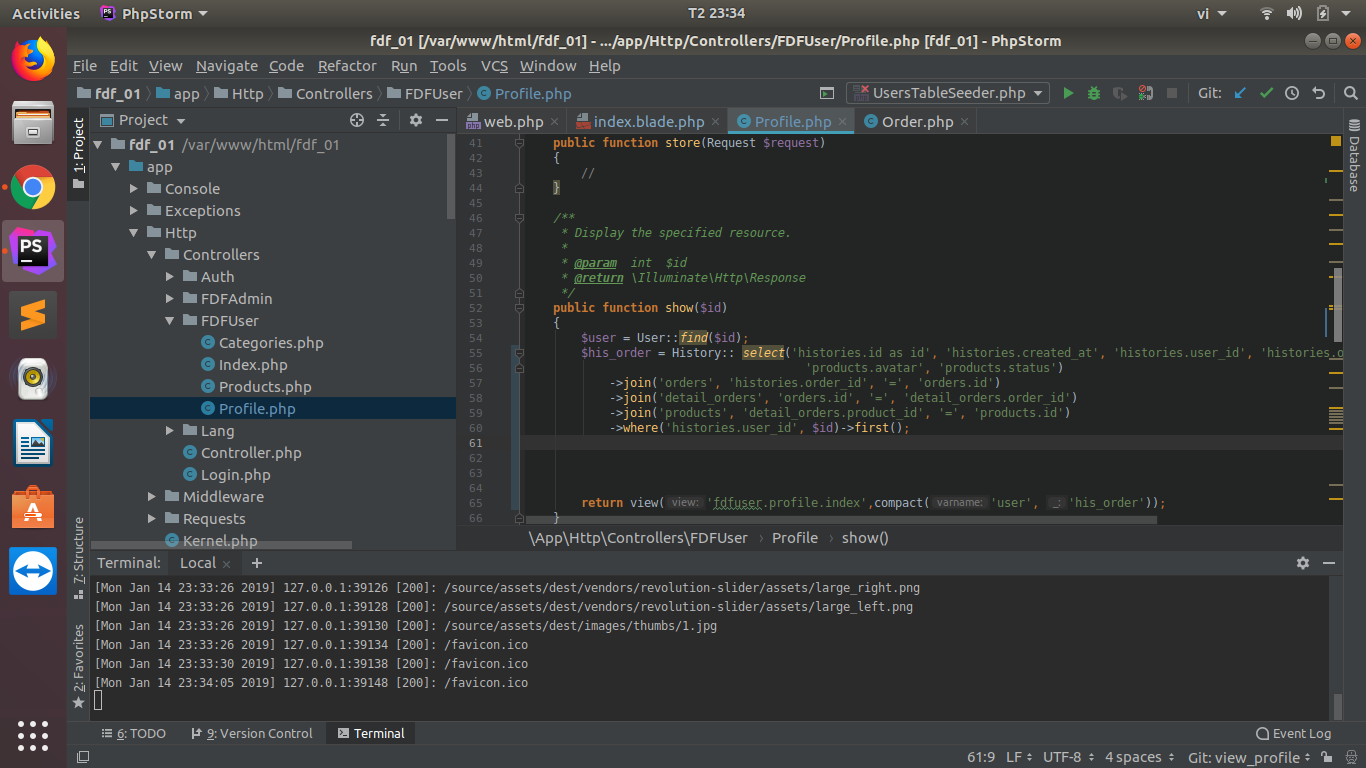 Activities PhpStorm T2 23:34 vi
fdf_01 [/var/www/html/fdf_01] - .../app/Http/Controllers/FDFUser/Profile.php [fdf_01] - PhpStorm
File Edit View Navigate Code Refactor Run Tools VCS Window Help
fdf_01 app Http Controllers FDFUser Profile.php UsersTableSeeder.php Git:
Project web.php index.blade.php Profile.php Order.php
1: Project
7: Structure
2: Favorites
Database
PS
fdf_01 /var/www/html/fdf_01
app
Console
Exceptions
Http
Controllers
Auth
FDFAdmin
FDFUser
Categories.php
Index.php
Products.php
Profile.php
Lang
Controller.php
Login.php
Middleware
Requests
Kernel.php
41 public function store(Request $request)
42 {
43 //
44 }
45
46 /**
47 * Display the specified resource.
48 *
49 * @param int $id
50 * @return \Illuminate\Http\Response
51 */
52 public function show($id)
53 {
54 $user = User::find($id);
55 $his_order = History:: select('histories.id as id', 'histories.created_at', 'histories.user_id', 'histories.o
56 'products.avatar', 'products.status')
57 ->join('orders', 'histories.order_id', '=', 'orders.id')
58 ->join('detail_orders', 'orders.id', '=', 'detail_orders.order_id')
59 ->join('products', 'detail_orders.product_id', '=', 'products.id')
60 ->where('histories.user_id', $id)->first();
61
62
63
64
65 return view( view: 'fdfuser.profile.index',compact( varname: 'user', _: 'his_order'));
66 }
\App\Http\Controllers\FDFUser › Profile › show()
Terminal: Local × +
[Mon Jan 14 23:33:26 2019] 127.0.0.1:39126 [200]: /source/assets/dest/vendors/revolution-slider/assets/large_right.png
[Mon Jan 14 23:33:26 2019] 127.0.0.1:39128 [200]: /source/assets/dest/vendors/revolution-slider/assets/large_left.png
[Mon Jan 14 23:33:26 2019] 127.0.0.1:39130 [200]: /source/assets/dest/images/thumbs/1.jpg
[Mon Jan 14 23:33:26 2019] 127.0.0.1:39134 [200]: /favicon.ico
[Mon Jan 14 23:33:30 2019] 127.0.0.1:39138 [200]: /favicon.ico
[Mon Jan 14 23:34:05 2019] 127.0.0.1:39148 [200]: /favicon.ico
6: TODO 9: Version Control Terminal Event Log
61:9 LF UTF-8 4 spaces Git: view_profile